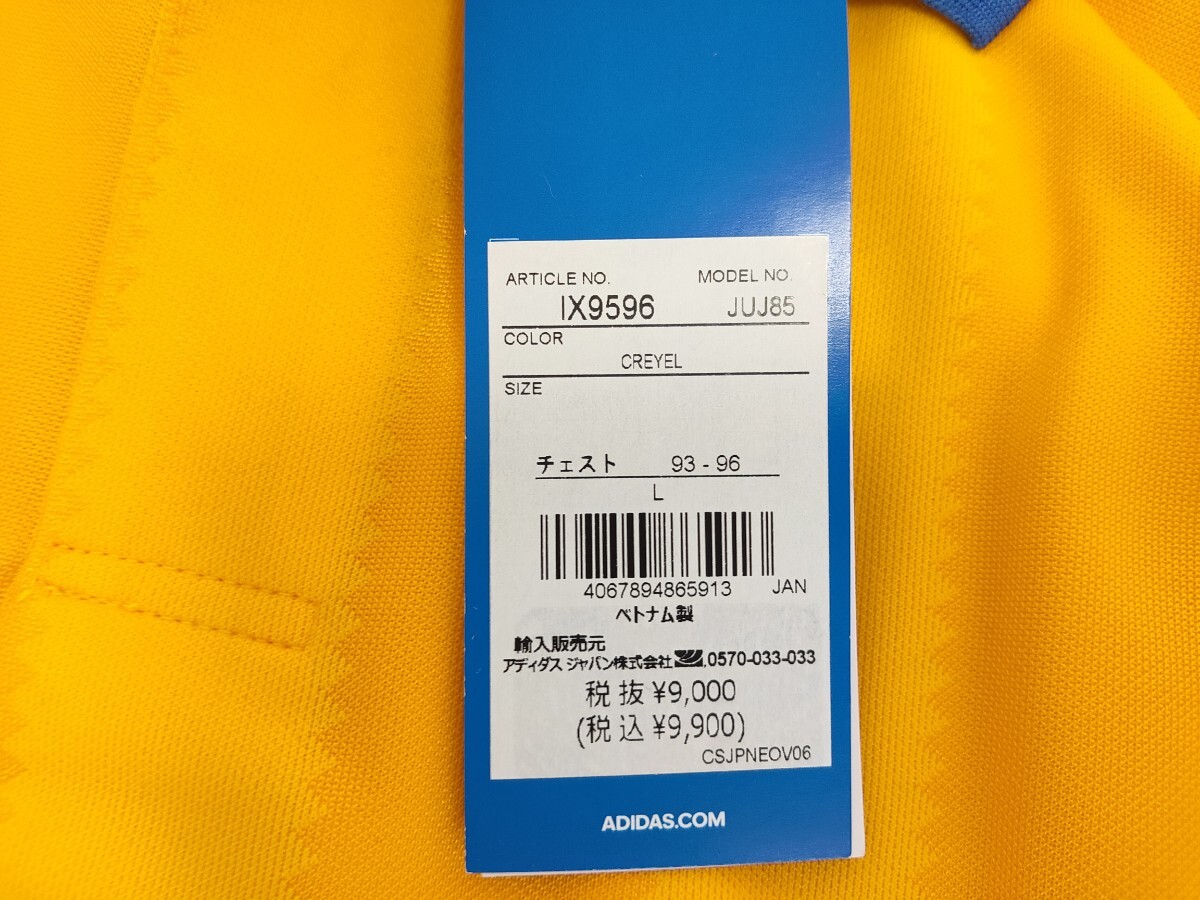 ARTICLE NO. MODEL NO.
IX9596 JUJ85
COLOR
CREYEL
SIZE
チェスト 93 - 96
L
4067894865913 JAN
ベトナム製
輸入販売元
アディダス ジャパン株式会社 0570-033-033
税抜 ¥9,000
(税込 ¥9,900)
CSJPNEOV06
ADIDAS.COM